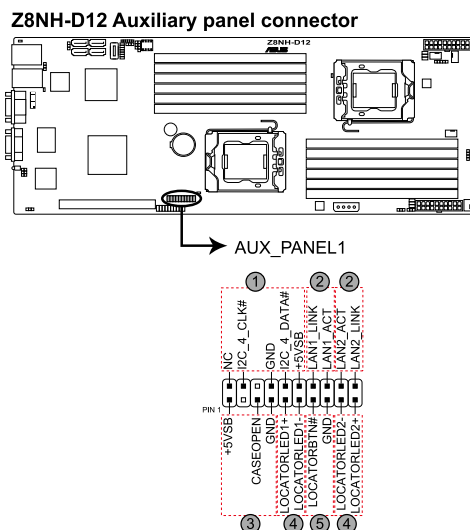 Z8NH-D12 Auxiliary panel connector
Z8NH-D12
ASUS
AUX_PANEL1
1 2 2
NC
I2C_4_CLK#
GND
I2C_4_DATA#
+5VSB
LAN1_LINK
LAN1_ACT
LAN2_ACT
LAN2_LINK
PIN 1
+5VSB
CASEOPEN
GND
LOCATORLED1+
LOCATORLED1-
LOCATORBTN#
GND
LOCATORLED2-
LOCATORLED2+
3 4 5 4